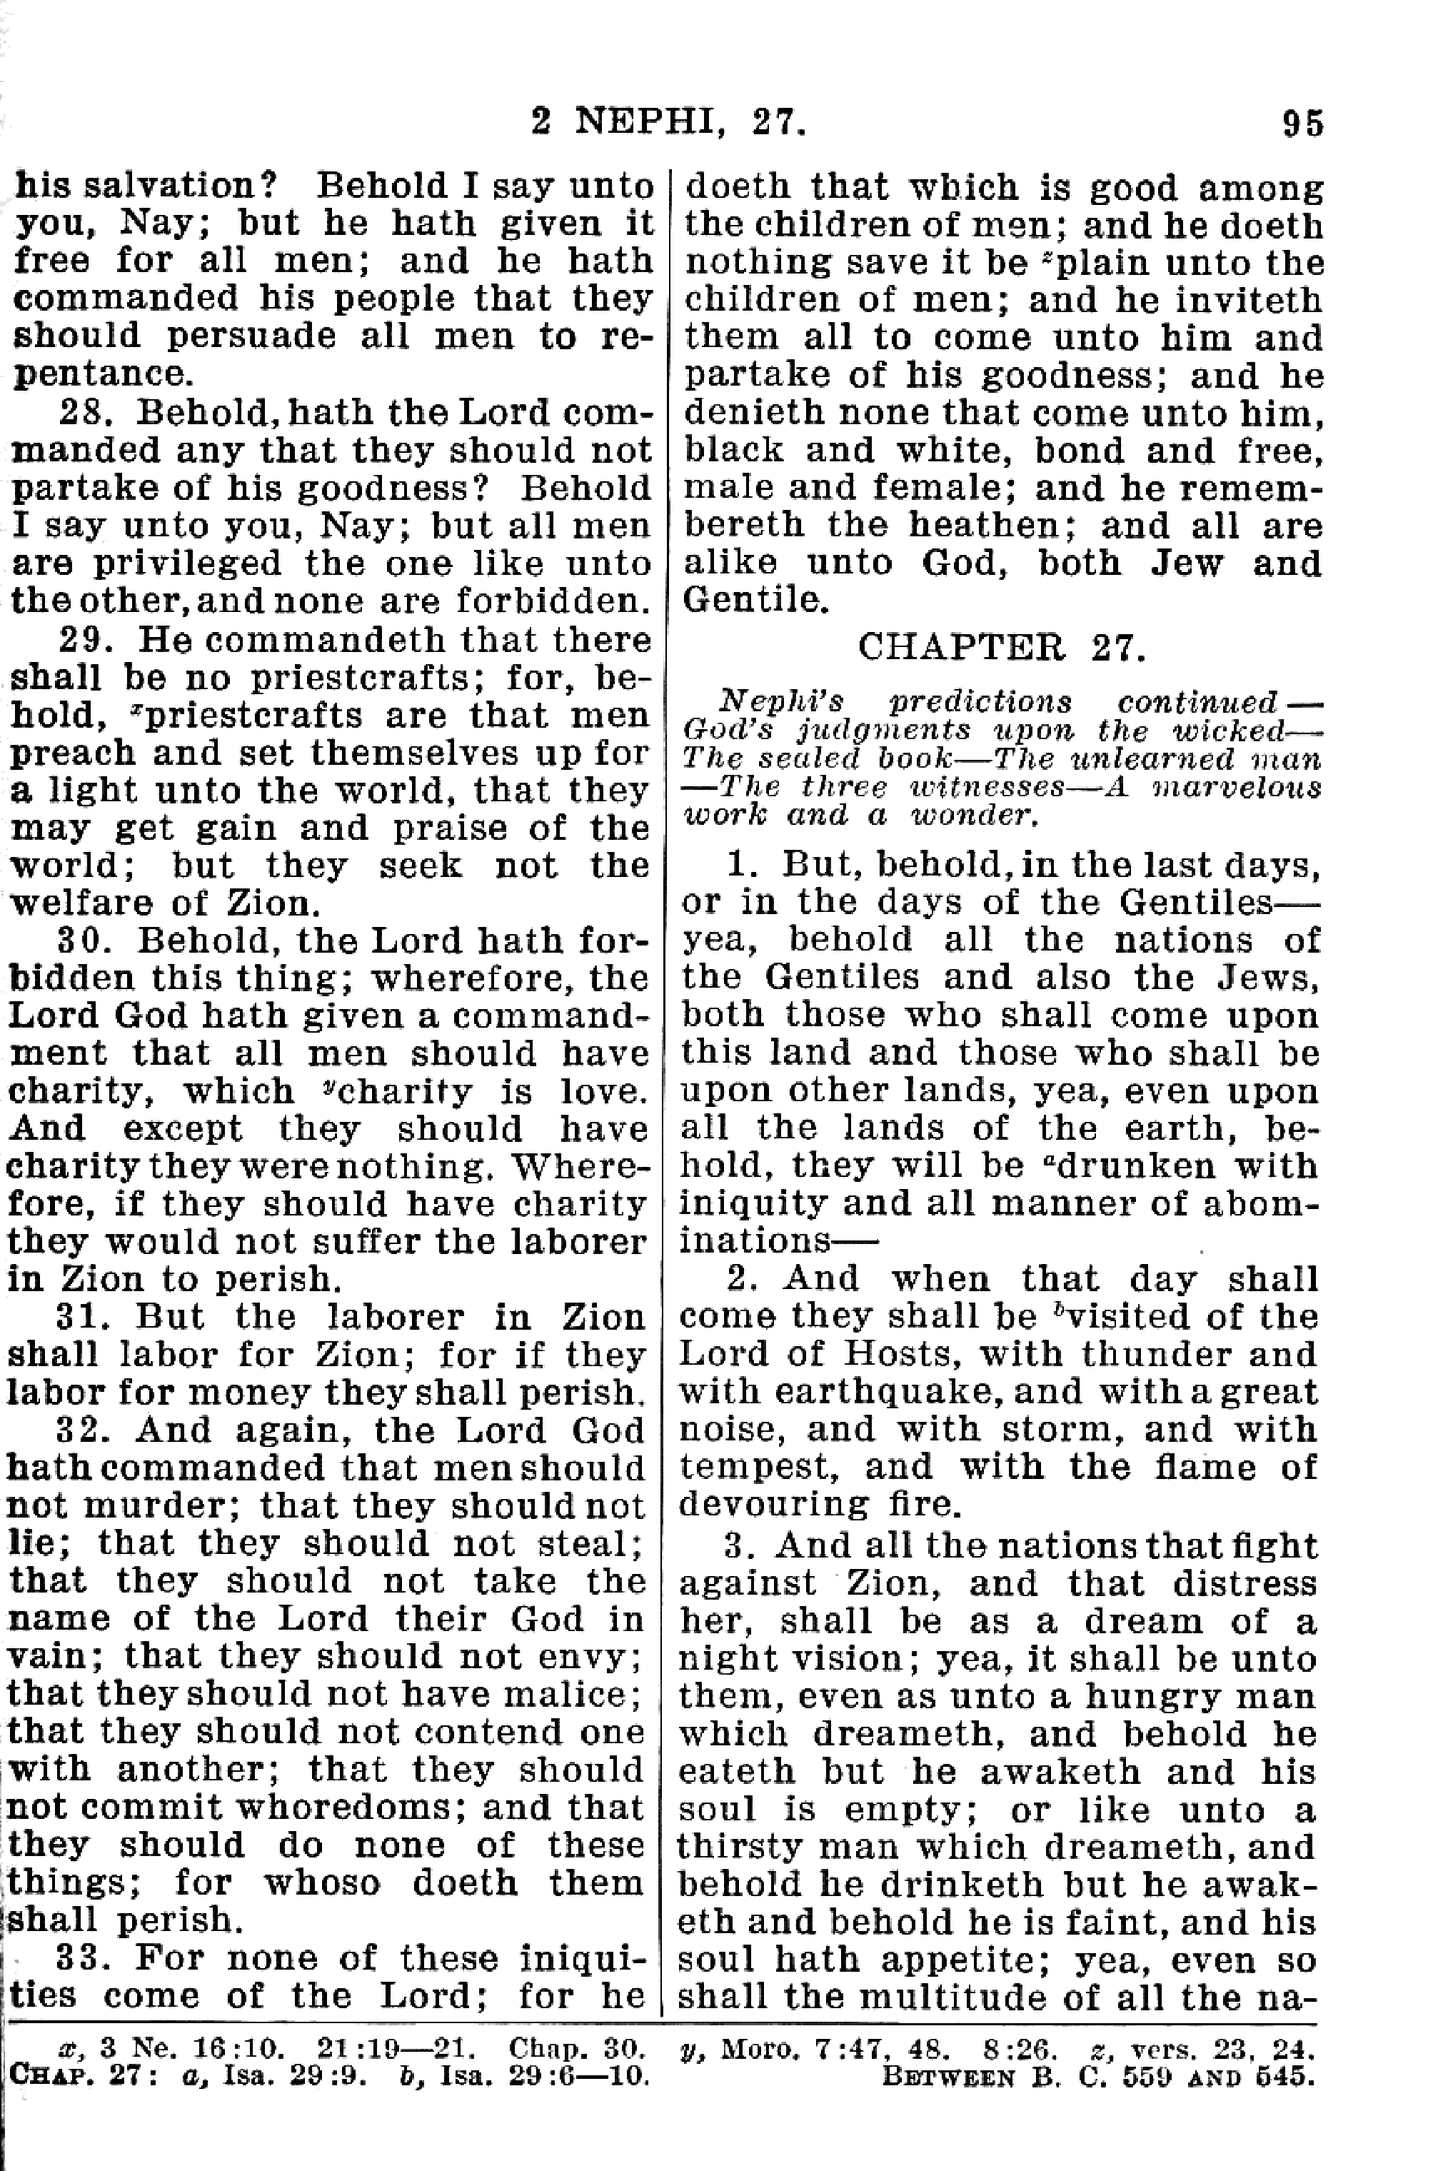 2 NEPHI, 27. 95
his salvation? Behold I say unto
you, Nay; but he hath given it
free for all men; and he hath
commanded his people that they
should persuade all men to re-
pentance.
28. Behold, hath the Lord com-
manded any that they should not
partake of his goodness? Behold
I say unto you, Nay; but all men
are privileged the one like unto
the other, and none are forbidden.
29. He commandeth that there
shall be no priestcrafts; for, be-
hold, ˣpriestcrafts are that men
preach and set themselves up for
a light unto the world, that they
may get gain and praise of the
world; but they seek not the
welfare of Zion.
30. Behold, the Lord hath for-
bidden this thing; wherefore, the
Lord God hath given a command-
ment that all men should have
charity, which ʸcharity is love.
And except they should have
charity they were nothing. Where-
fore, if they should have charity
they would not suffer the laborer
in Zion to perish.
31. But the laborer in Zion
shall labor for Zion; for if they
labor for money they shall perish.
32. And again, the Lord God
hath commanded that men should
not murder; that they should not
lie; that they should not steal;
that they should not take the
name of the Lord their God in
vain; that they should not envy;
that they should not have malice;
that they should not contend one
with another; that they should
not commit whoredoms; and that
they should do none of these
things; for whoso doeth them
shall perish.
33. For none of these iniqui-
ties come of the Lord; for he
doeth that which is good among
the children of men; and he doeth
nothing save it be ᶻplain unto the
children of men; and he inviteth
them all to come unto him and
partake of his goodness; and he
denieth none that come unto him,
black and white, bond and free,
male and female; and he remem-
bereth the heathen; and all are
alike unto God, both Jew and
Gentile.
CHAPTER 27.
Nephi's predictions continued—
God's judgments upon the wicked—
The sealed book—The unlearned man
—The three witnesses—A marvelous
work and a wonder.
1. But, behold, in the last days,
or in the days of the Gentiles—
yea, behold all the nations of
the Gentiles and also the Jews,
both those who shall come upon
this land and those who shall be
upon other lands, yea, even upon
all the lands of the earth, be-
hold, they will be ᵃdrunken with
iniquity and all manner of abom-
inations—
2. And when that day shall
come they shall be ᵇvisited of the
Lord of Hosts, with thunder and
with earthquake, and with a great
noise, and with storm, and with
tempest, and with the flame of
devouring fire.
3. And all the nations that fight
against Zion, and that distress
her, shall be as a dream of a
night vision; yea, it shall be unto
them, even as unto a hungry man
which dreameth, and behold he
eateth but he awaketh and his
soul is empty; or like unto a
thirsty man which dreameth, and
behold he drinketh but he awak-
eth and behold he is faint, and his
soul hath appetite; yea, even so
shall the multitude of all the na-
x, 3 Ne. 16:10. 21:19—21. Chap. 30. y, Moro. 7:47, 48. 8:26. z, vers. 23, 24.
CHAP. 27: a, Isa. 29:9. b, Isa. 29:6—10. BETWEEN B. C. 559 AND 545.